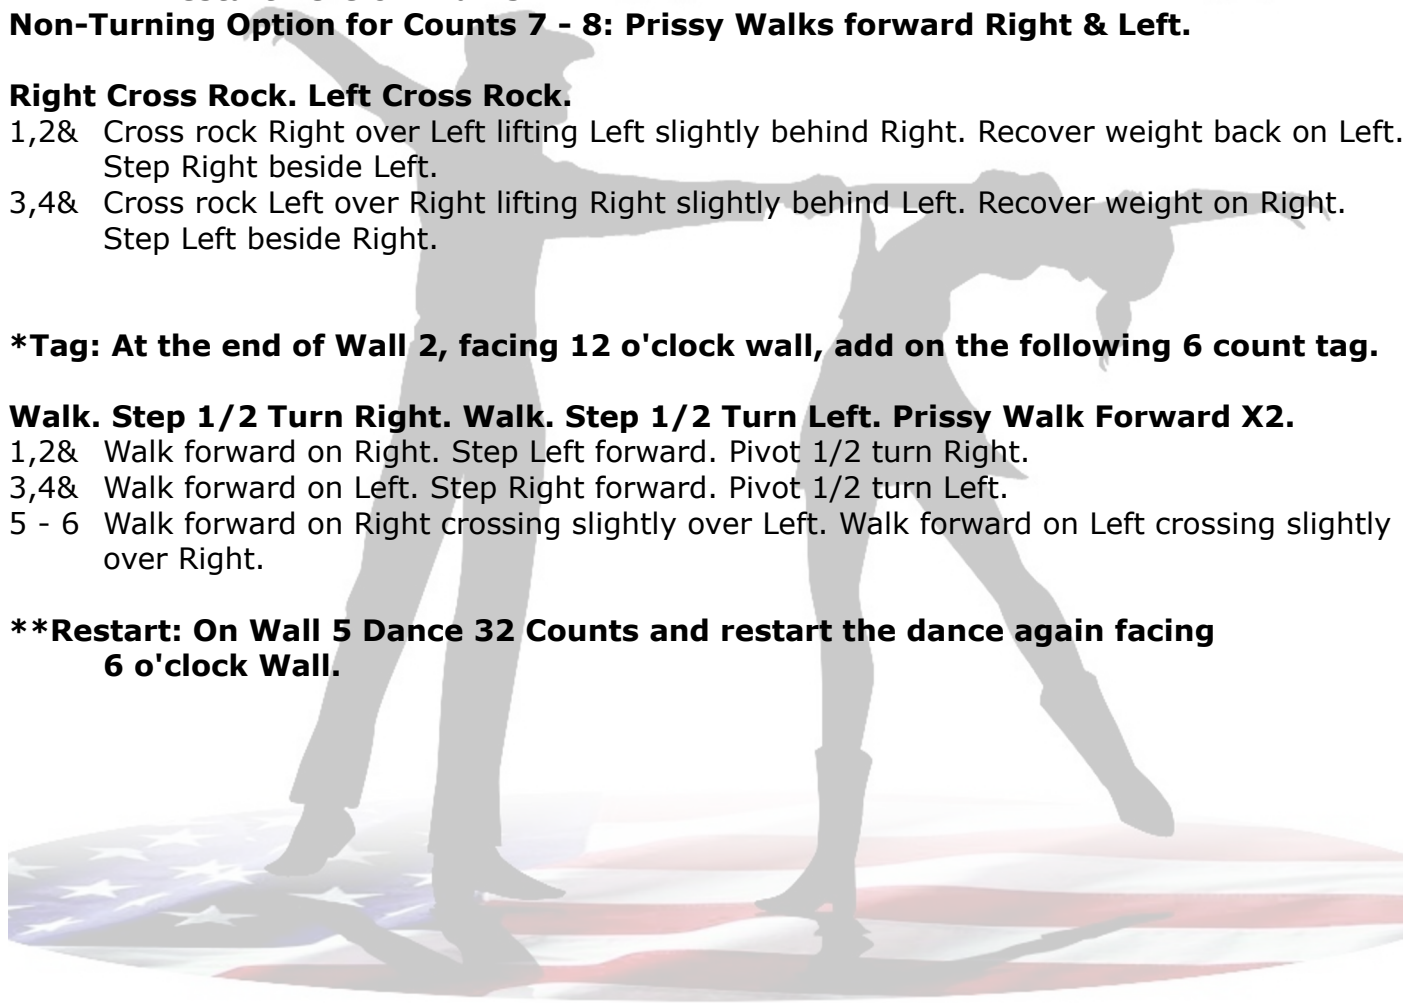 Non-Turning Option for Counts 7 - 8: Prissy Walks forward Right & Left.
Right Cross Rock. Left Cross Rock.
1,2& Cross rock Right over Left lifting Left slightly behind Right. Recover weight back on Left.
Step Right beside Left.
3,4& Cross rock Left over Right lifting Right slightly behind Left. Recover weight on Right.
Step Left beside Right.
*Tag: At the end of Wall 2, facing 12 o'clock wall, add on the following 6 count tag.
Walk. Step 1/2 Turn Right. Walk. Step 1/2 Turn Left. Prissy Walk Forward X2.
1,2& Walk forward on Right. Step Left forward. Pivot 1/2 turn Right.
3,4& Walk forward on Left. Step Right forward. Pivot 1/2 turn Left.
5 - 6 Walk forward on Right crossing slightly over Left. Walk forward on Left crossing slightly
over Right.
**Restart: On Wall 5 Dance 32 Counts and restart the dance again facing
6 o'clock Wall.